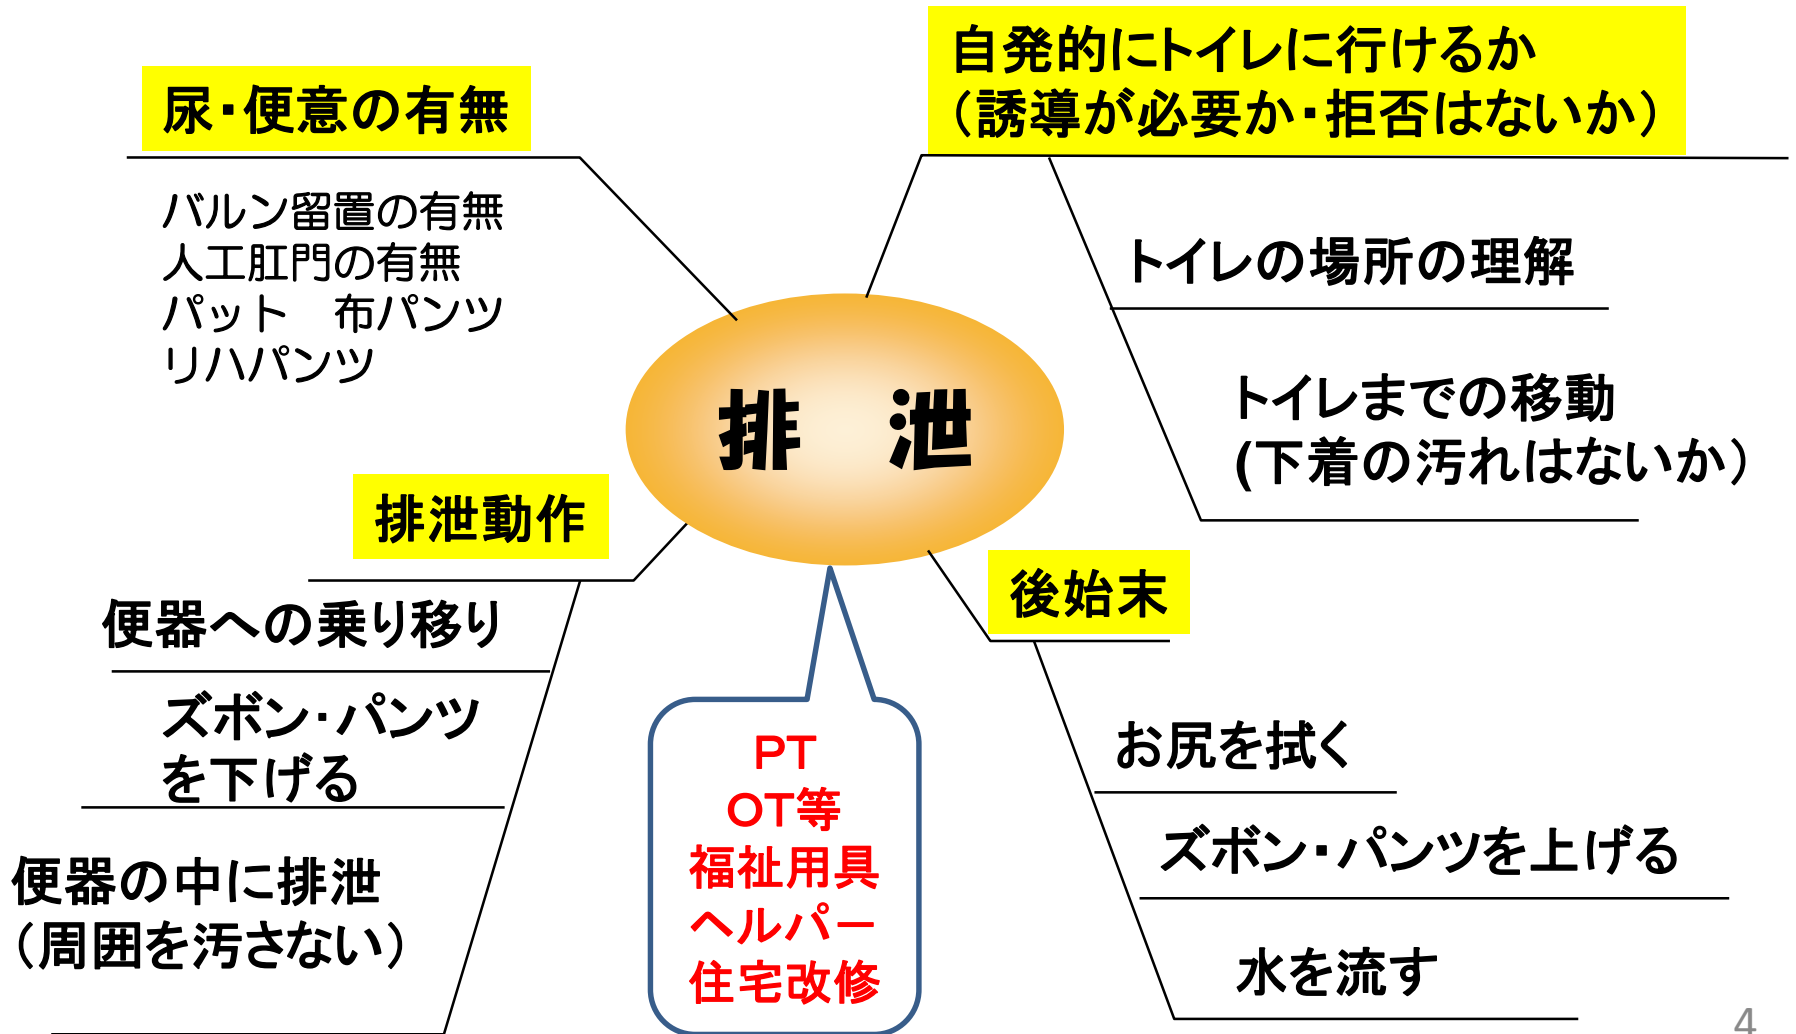 尿・便意の有無
バルン留置の有無
人工肛門の有無
パット　布パンツ
リハパンツ
自発的にトイレに行けるか
（誘導が必要か・拒否はないか）
トイレの場所の理解
トイレまでの移動
(下着の汚れはないか）
排　泄
排泄動作
便器への乗り移り
ズボン・パンツ
を下げる
便器の中に排泄
（周囲を汚さない）
後始末
お尻を拭く
ズボン・パンツを上げる
水を流す
PT
OT等
福祉用具
ヘルパー
住宅改修
4